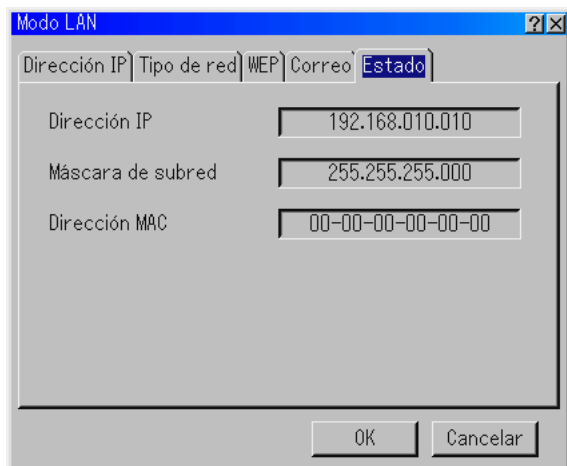 Modo LAN ? ×
Dirección IP Tipo de red WEP Correo Estado
Dirección IP 192.168.010.010
Máscara de subred 255.255.255.000
Dirección MAC 00-00-00-00-00-00
OK Cancelar